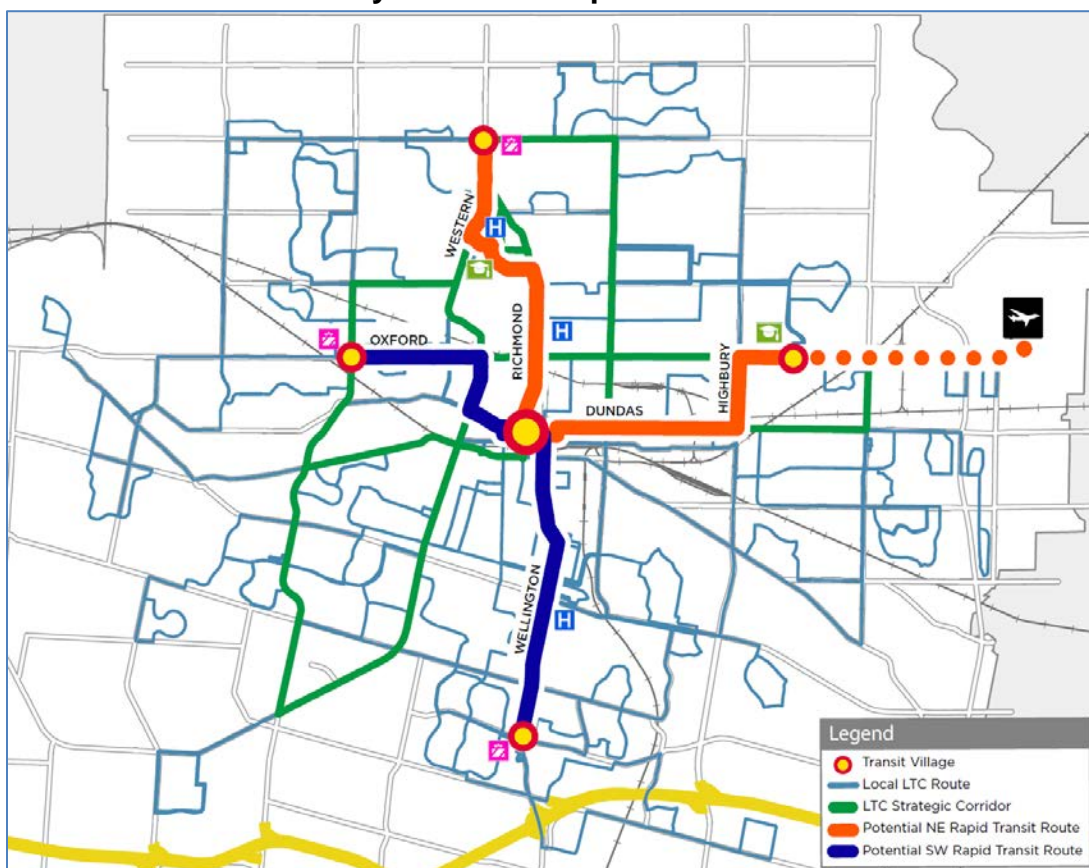 WESTERN
H
RICHMOND
H
OXFORD
HIGHBURY
DUNDAS
WELLINGTON
H
Legend
Transit Village
Local LTC Route
LTC Strategic Corridor
Potential NE Rapid Transit Route
Potential SW Rapid Transit Route